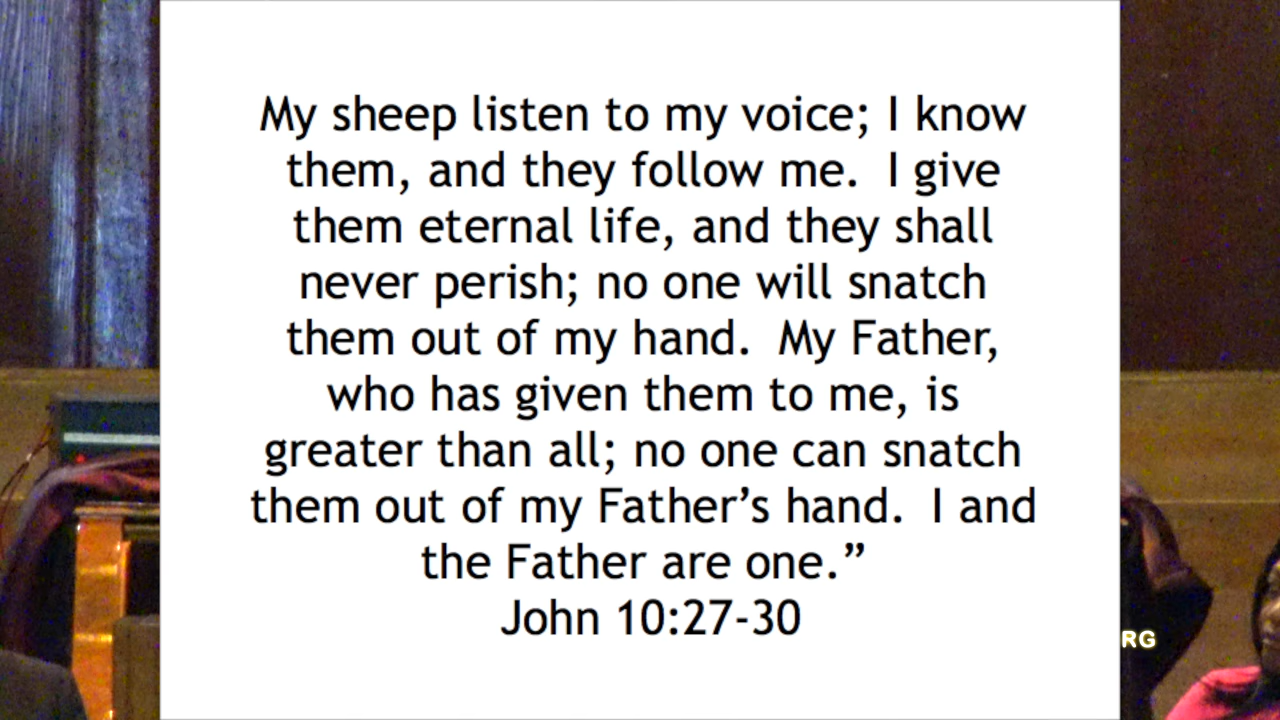 My sheep listen to my voice; I know
them, and they follow me.  I give
them eternal life, and they shall
never perish; no one will snatch
them out of my hand.  My Father,
who has given them to me, is
greater than all; no one can snatch
them out of my Father’s hand.  I and
the Father are one.”
John 10:27-30
RG